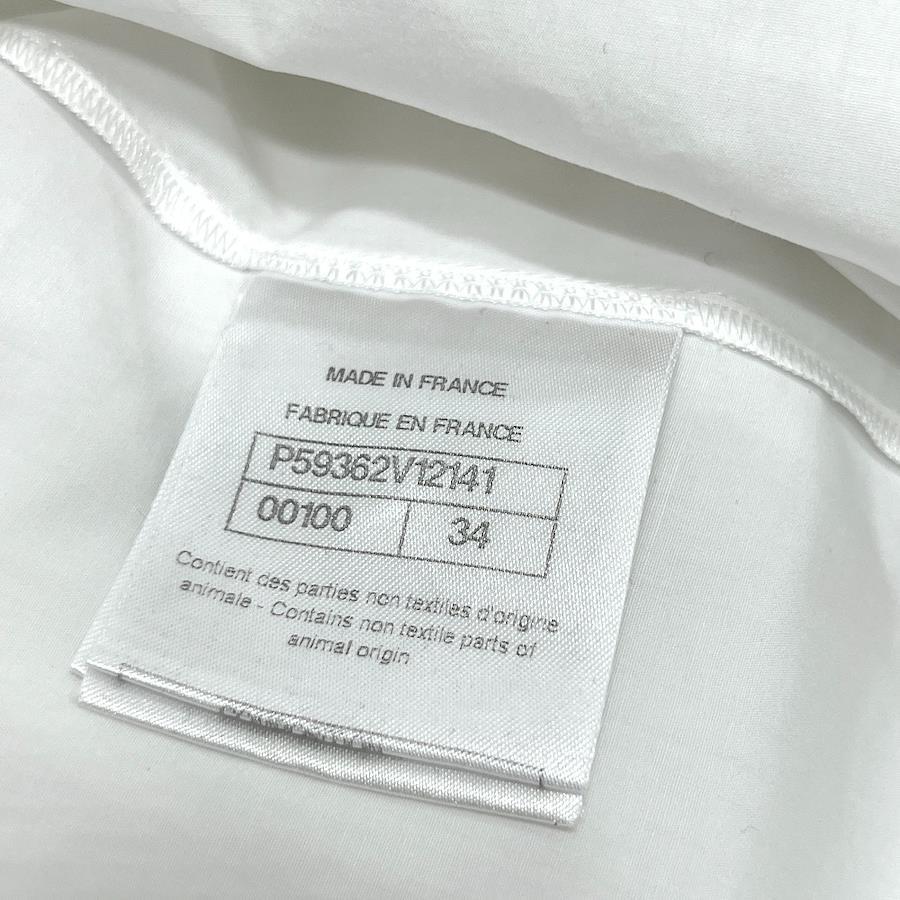 MADE IN FRANCE
FABRIQUE EN FRANCE
P59362V12141
00100 34
Contient des parties non textiles d'origine
animale - Contains non textile parts of
animal origin